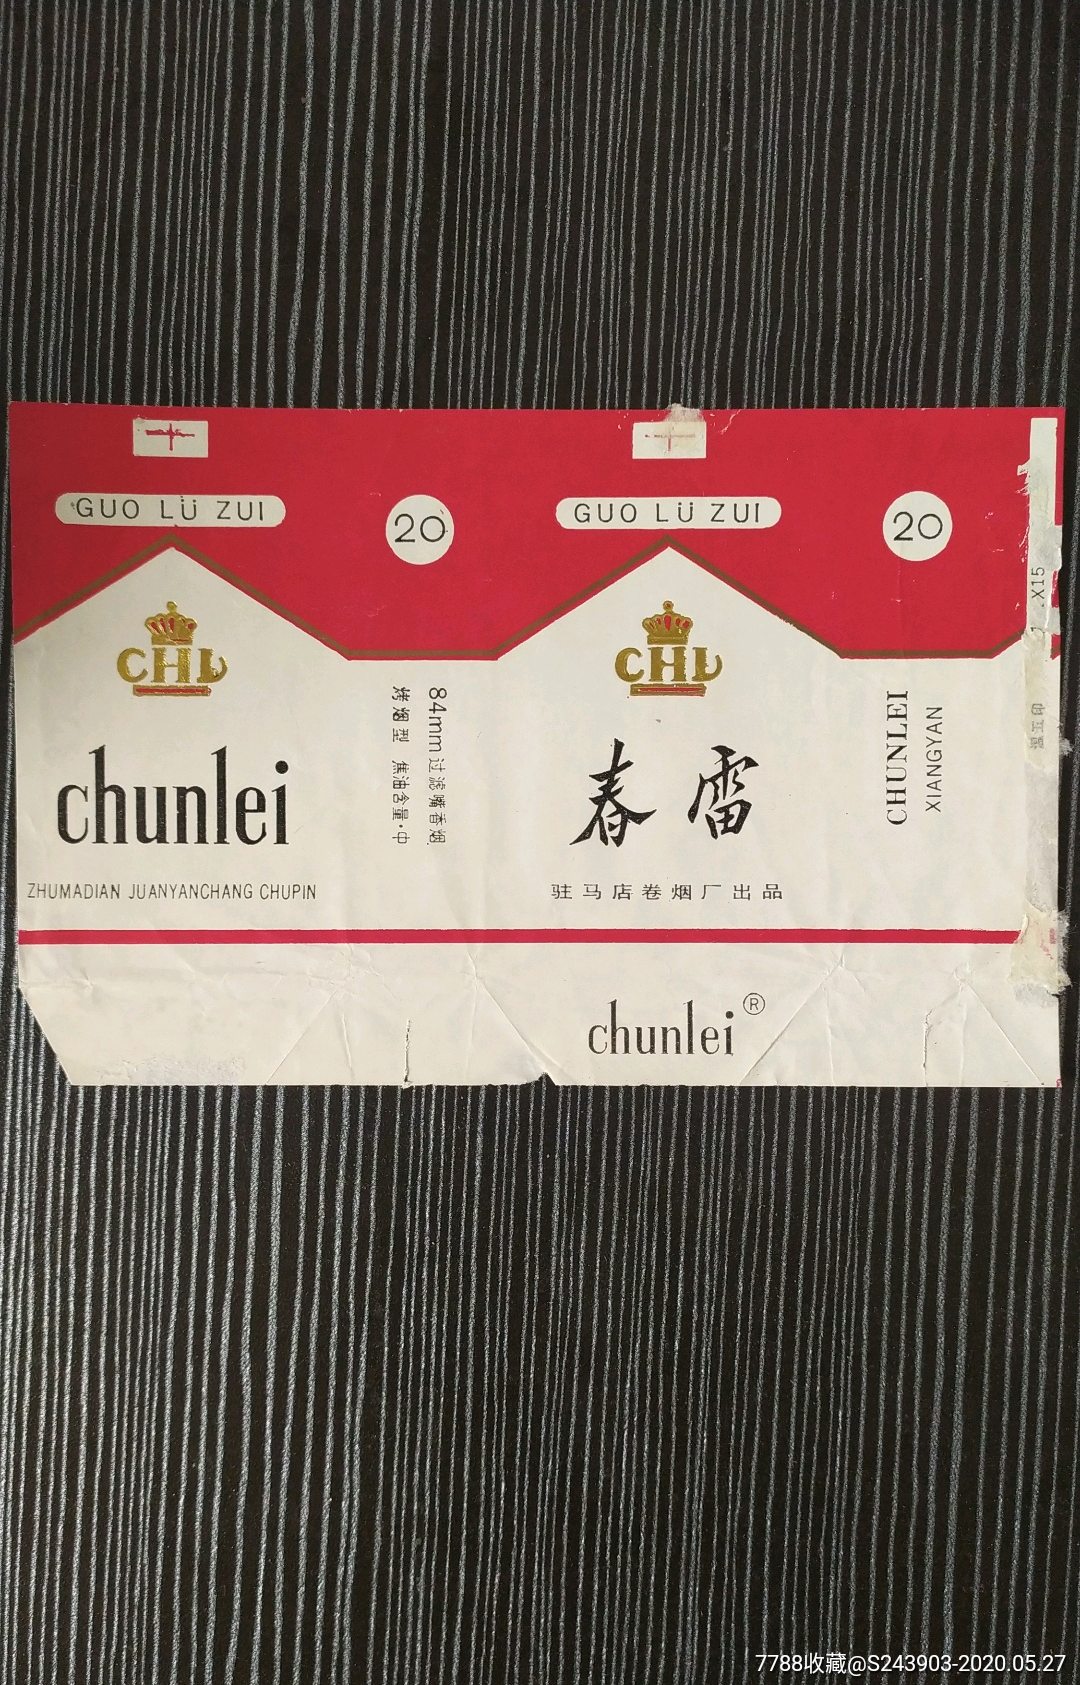 GUO LÜ ZUI
20
CHL
chunlei
ZHUMADIAN JUANYANCHANG CHUPIN
84mm过滤嘴香烟
烤烟型 焦油含量·中
GUO LÜ ZUI
20
CHL
春雷
驻马店卷烟厂出品
CHUNLEI
XIANGYAN
.X15
chunlei®
7788收藏@S243903-2020.05.27